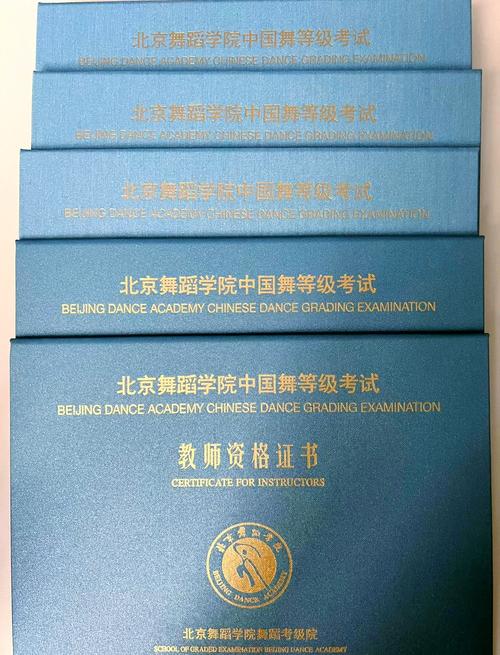 北京舞蹈学院中国舞等级考试
BEIJING DANCE ACADEMY CHINESE DANCE GRADING EXAMINATION
北京舞蹈学院中国舞等级考试
BEIJING DANCE ACADEMY CHINESE DANCE GRADING EXAMINATION
北京舞蹈学院中国舞等级考试
BEIJING DANCE ACADEMY CHINESE DANCE GRADING EXAMINATION
北京舞蹈学院中国舞等级考试
BEIJING DANCE ACADEMY CHINESE DANCE GRADING EXAMINATION
北京舞蹈学院中国舞等级考试
BEIJING DANCE ACADEMY CHINESE DANCE GRADING EXAMINATION
教师资格证书
CERTIFICATE FOR INSTRUCTORS
北京舞蹈学院
BEIJING DANCE ACADEMY
北京舞蹈学院舞蹈考级院
SCHOOL OF GRADED EXAMINATION BEIJING DANCE ACADEMY